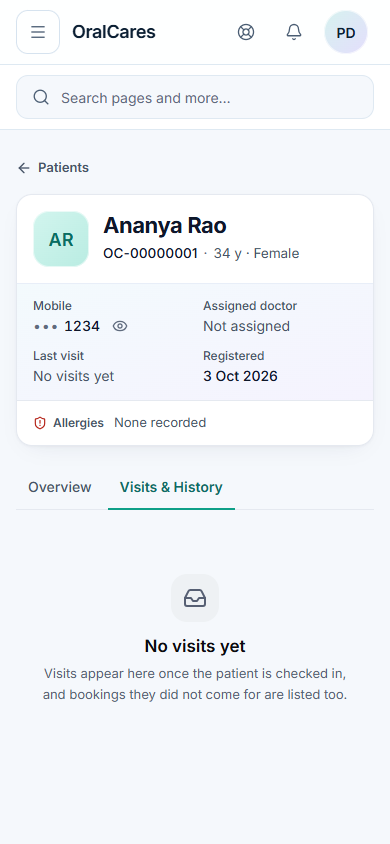 OralCares
PD
Search pages and more...
Patients
AR
Ananya Rao
OC-00000001 · 34 y · Female
Mobile
Assigned doctor
••• 1234
Not assigned
Last visit
Registered
No visits yet
3 Oct 2026
Allergies None recorded
Overview
Visits & History
No visits yet
Visits appear here once the patient is checked in,
and bookings they did not come for are listed too.